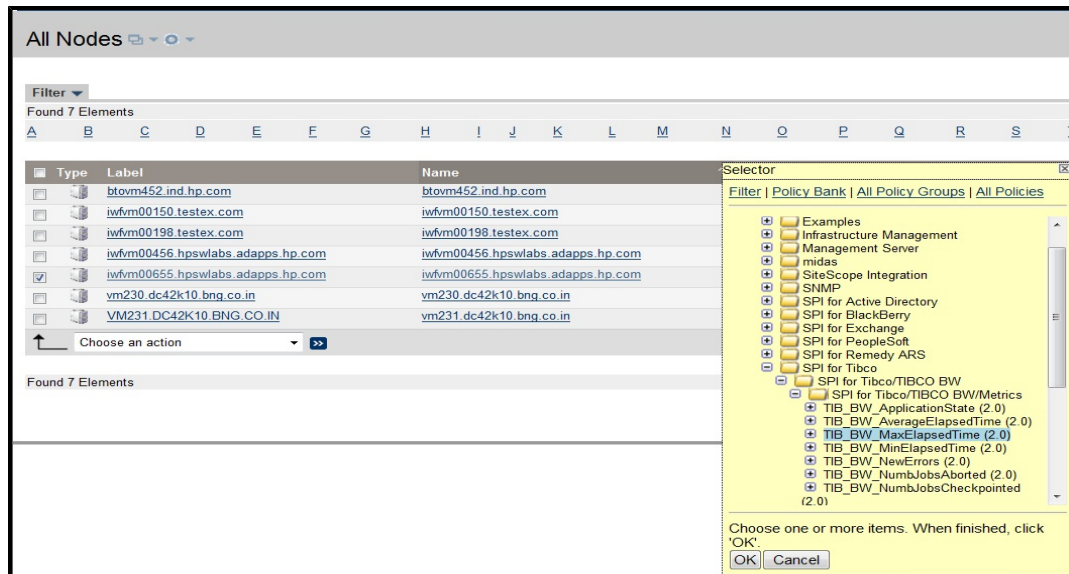 All Nodes
Filter
Found 7 Elements
A B C D E F G H I J K L M N O P Q R S
Type Label Name
btovm452.ind.hp.com btovm452.ind.hp.com
iwfvm00150.testex.com iwfvm00150.testex.com
iwfvm00198.testex.com iwfvm00198.testex.com
iwfvm00456.hpswlabs.adapps.hp.com iwfvm00456.hpswlabs.adapps.hp.com
iwfvm00655.hpswlabs.adapps.hp.com iwfvm00655.hpswlabs.adapps.hp.com
vm230.dc42k10.bng.co.in vm230.dc42k10.bng.co.in
VM231.DC42K10.BNG.CO.IN vm231.dc42k10.bng.co.in
Choose an action
Found 7 Elements
Selector
Filter | Policy Bank | All Policy Groups | All Policies
Examples
Infrastructure Management
Management Server
midas
SiteScope Integration
SNMP
SPI for Active Directory
SPI for BlackBerry
SPI for Exchange
SPI for PeopleSoft
SPI for Remedy ARS
SPI for Tibco
SPI for Tibco/TIBCO BW
SPI for Tibco/TIBCO BW/Metrics
TIB_BW_ApplicationState (2.0)
TIB_BW_AverageElapsedTime (2.0)
TIB_BW_MaxElapsedTime (2.0)
TIB_BW_MinElapsedTime (2.0)
TIB_BW_NewErrors (2.0)
TIB_BW_NumbJobsAborted (2.0)
TIB_BW_NumbJobsCheckpointed
(2.0)
Choose one or more items. When finished, click
'OK'.
OK Cancel